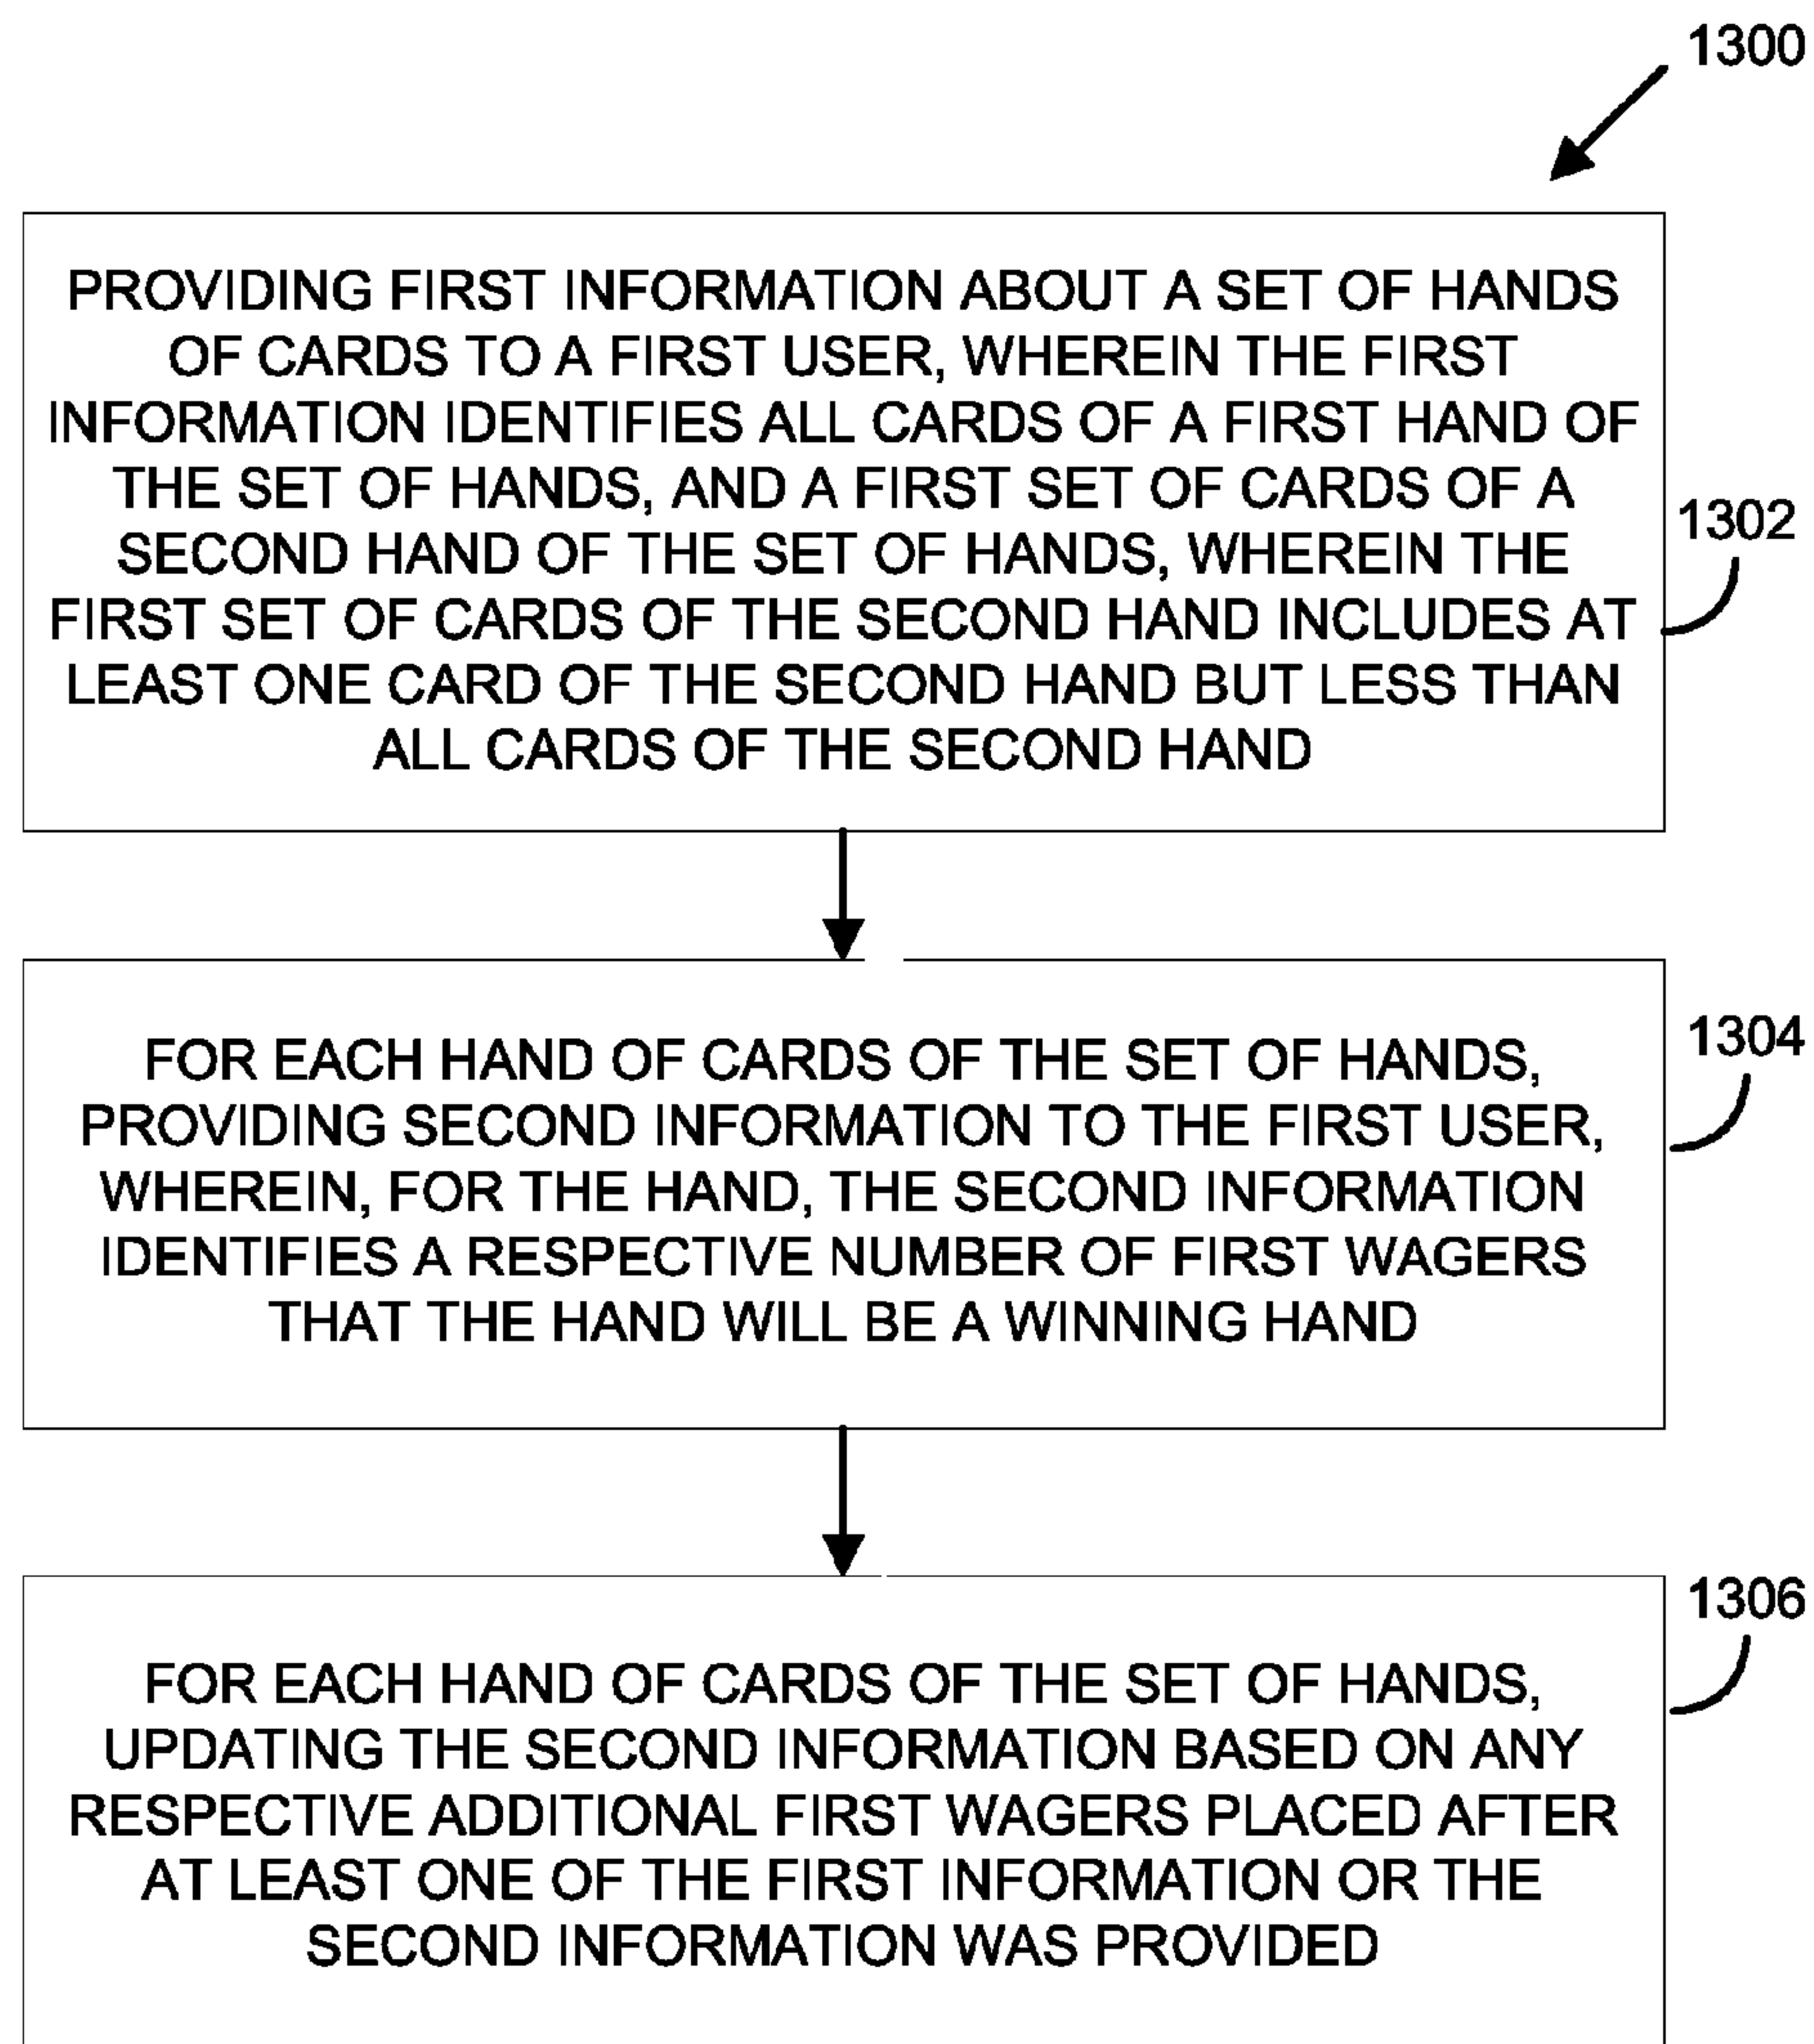 1300
PROVIDING FIRST INFORMATION ABOUT A SET OF HANDS
OF CARDS TO A FIRST USER, WHEREIN THE FIRST
INFORMATION IDENTIFIES ALL CARDS OF A FIRST HAND OF
THE SET OF HANDS, AND A FIRST SET OF CARDS OF A
SECOND HAND OF THE SET OF HANDS, WHEREIN THE
FIRST SET OF CARDS OF THE SECOND HAND INCLUDES AT
LEAST ONE CARD OF THE SECOND HAND BUT LESS THAN
ALL CARDS OF THE SECOND HAND
1302
FOR EACH HAND OF CARDS OF THE SET OF HANDS,
PROVIDING SECOND INFORMATION TO THE FIRST USER,
WHEREIN, FOR THE HAND, THE SECOND INFORMATION
IDENTIFIES A RESPECTIVE NUMBER OF FIRST WAGERS
THAT THE HAND WILL BE A WINNING HAND
1304
FOR EACH HAND OF CARDS OF THE SET OF HANDS,
UPDATING THE SECOND INFORMATION BASED ON ANY
RESPECTIVE ADDITIONAL FIRST WAGERS PLACED AFTER
AT LEAST ONE OF THE FIRST INFORMATION OR THE
SECOND INFORMATION WAS PROVIDED
1306